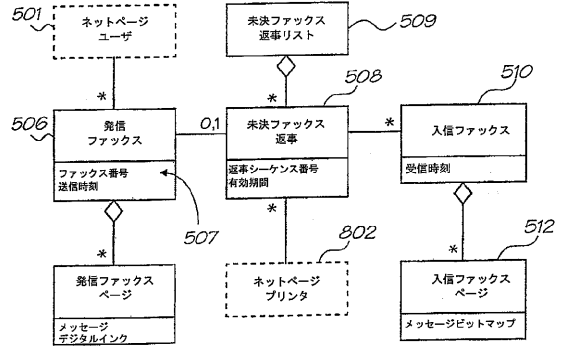 501
ネットページ
ユーザ
未決ファックス
返事リスト
509
*
*
508
510
506
発信
ファックス
0,1
未決ファックス
返事
*
入信ファックス
ファックス番号
送信時刻
返事シーケンス番号
有効期間
受信時刻
507
*
*
802
*
512
発信ファックス
ページ
ネットページ
プリンタ
入信ファックス
ページ
メッセージ
デジタルインク
メッセージビットマップ